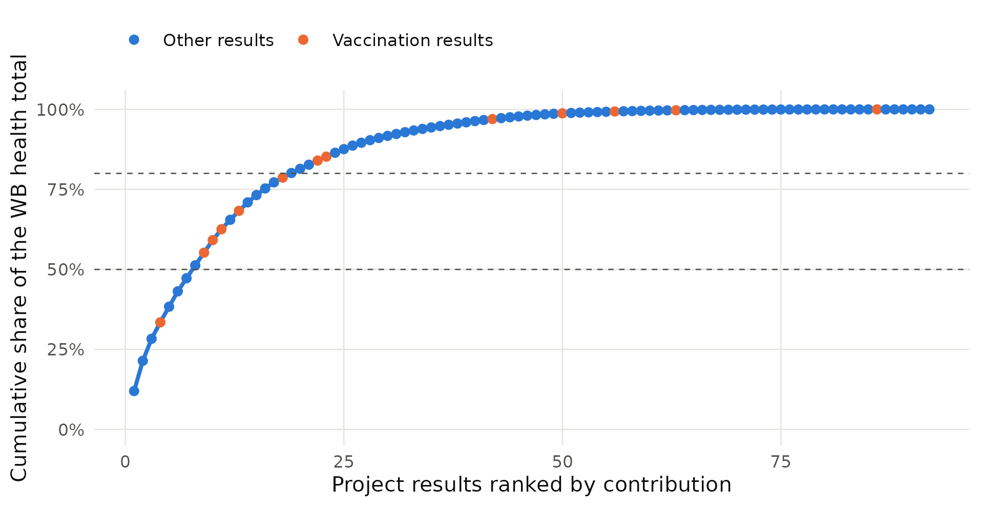 Other results
Vaccination results
Cumulative share of the WB health total
100%
75%
50%
25%
0%
0
25
50
75
Project results ranked by contribution